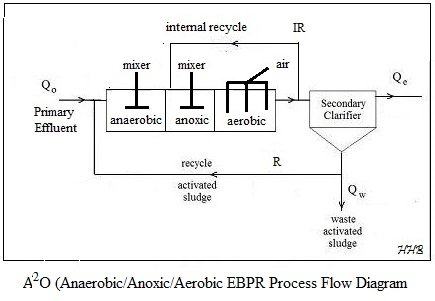 internal recycle IR
mixer mixer air
Qo
Primary
Effluent
anaerobic anoxic aerobic
Secondary
Clarifier
Qe
recycle R
activated
sludge
Qw
waste
activated
sludge
HHB
A2O (Anaerobic/Anoxic/Aerobic EBPR Process Flow Diagram